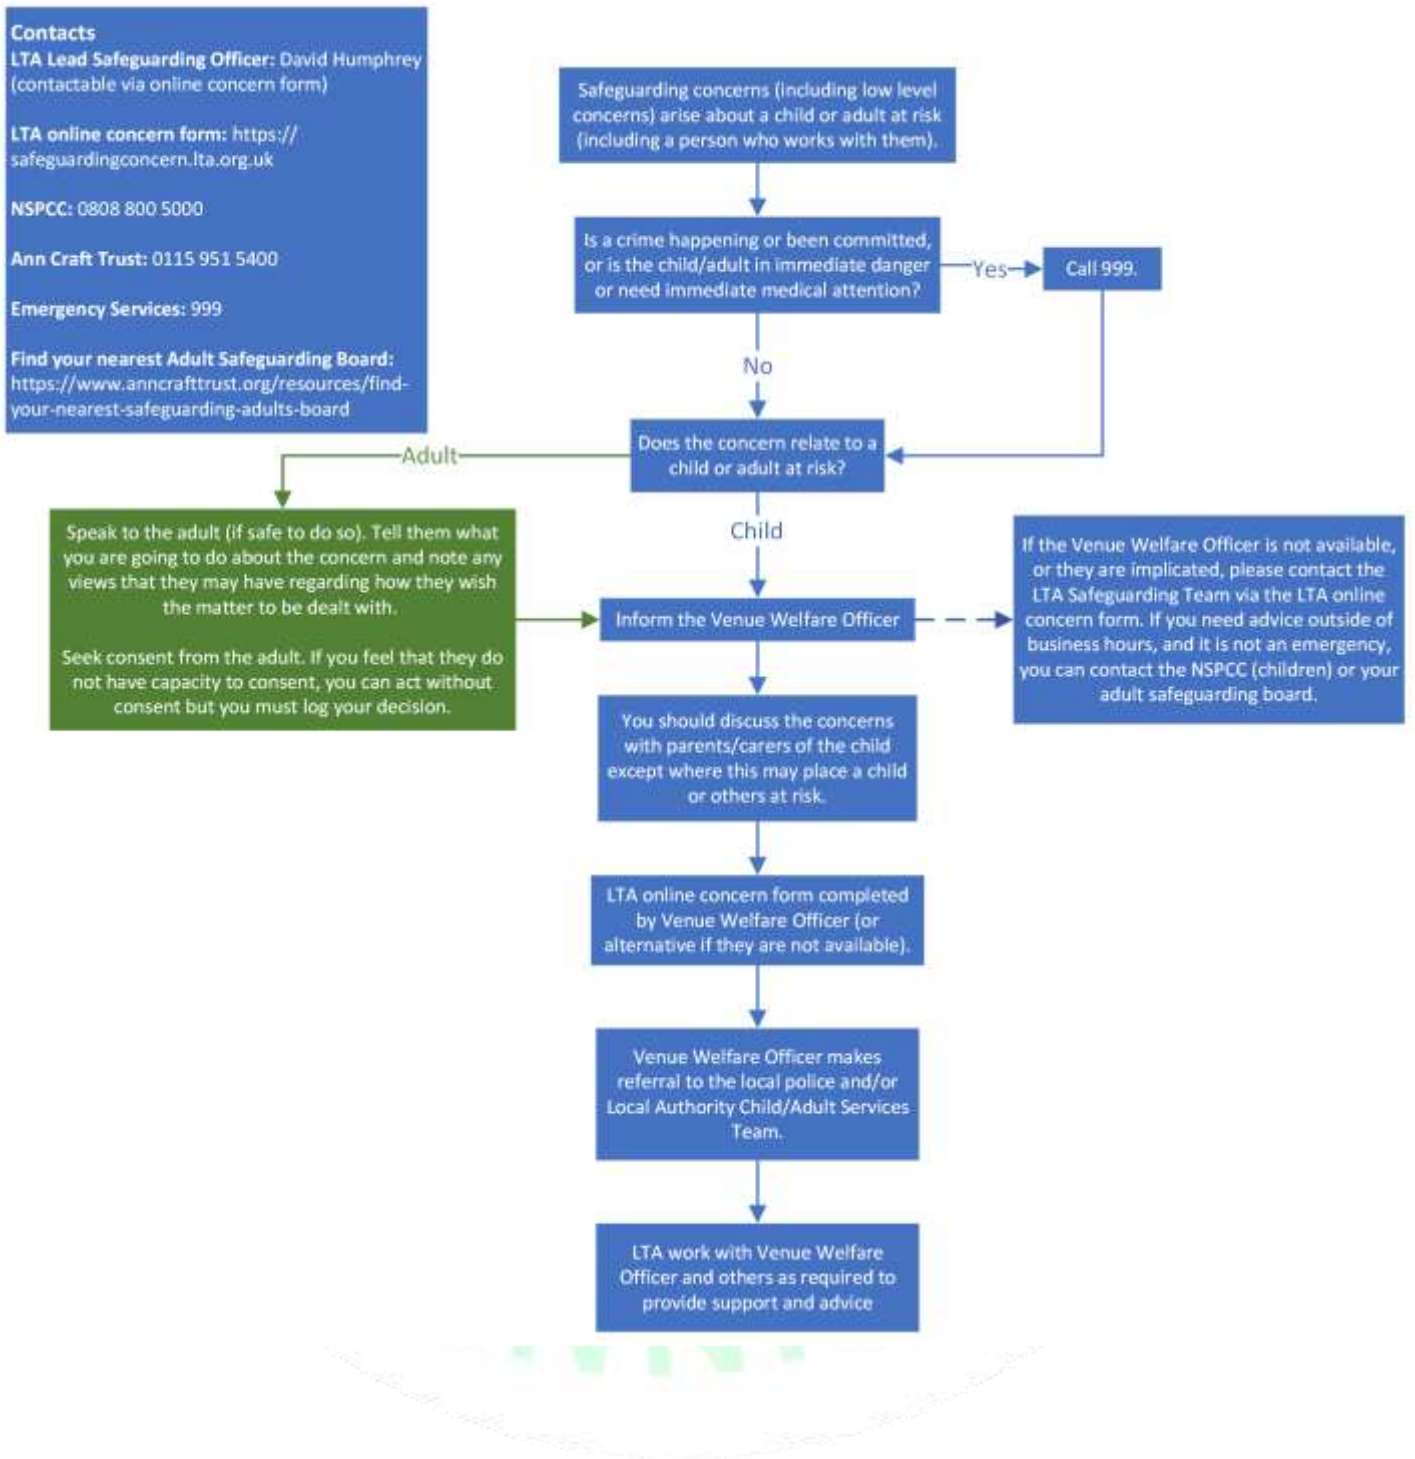 Contacts
LTA Lead Safeguarding Officer: David Humphrey
(contactable via online concern form)
LTA online concern form: https://
safeguardingconcern.lta.org.uk
NSPCC: 0808 800 5000
Ann Craft Trust: 0115 951 5400
Emergency Services: 999
Find your nearest Adult Safeguarding Board:
https://www.anncrafttrust.org/resources/find-
your-nearest-safeguarding-adults-board
Safeguarding concerns (including low level
concerns) arise about a child or adult at risk
(including a person who works with them).
Is a crime happening or been committed,
or is the child/adult in immediate danger
or need immediate medical attention?
Yes
Call 999.
No
Does the concern relate to a
child or adult at risk?
Adult
Speak to the adult (if safe to do so). Tell them what
you are going to do about the concern and note any
views that they may have regarding how they wish
the matter to be dealt with.
Seek consent from the adult. If you feel that they do
not have capacity to consent, you can act without
consent but you must log your decision.
Child
Inform the Venue Welfare Officer
If the Venue Welfare Officer is not available,
or they are implicated, please contact the
LTA Safeguarding Team via the LTA online
concern form. If you need advice outside of
business hours, and it is not an emergency,
you can contact the NSPCC (children) or your
adult safeguarding board.
You should discuss the concerns
with parents/carers of the child
except where this may place a child
or others at risk.
LTA online concern form completed
by Venue Welfare Officer (or
alternative if they are not available).
Venue Welfare Officer makes
referral to the local police and/or
Local Authority Child/Adult Services
Team.
LTA work with Venue Welfare
Officer and others as required to
provide support and advice